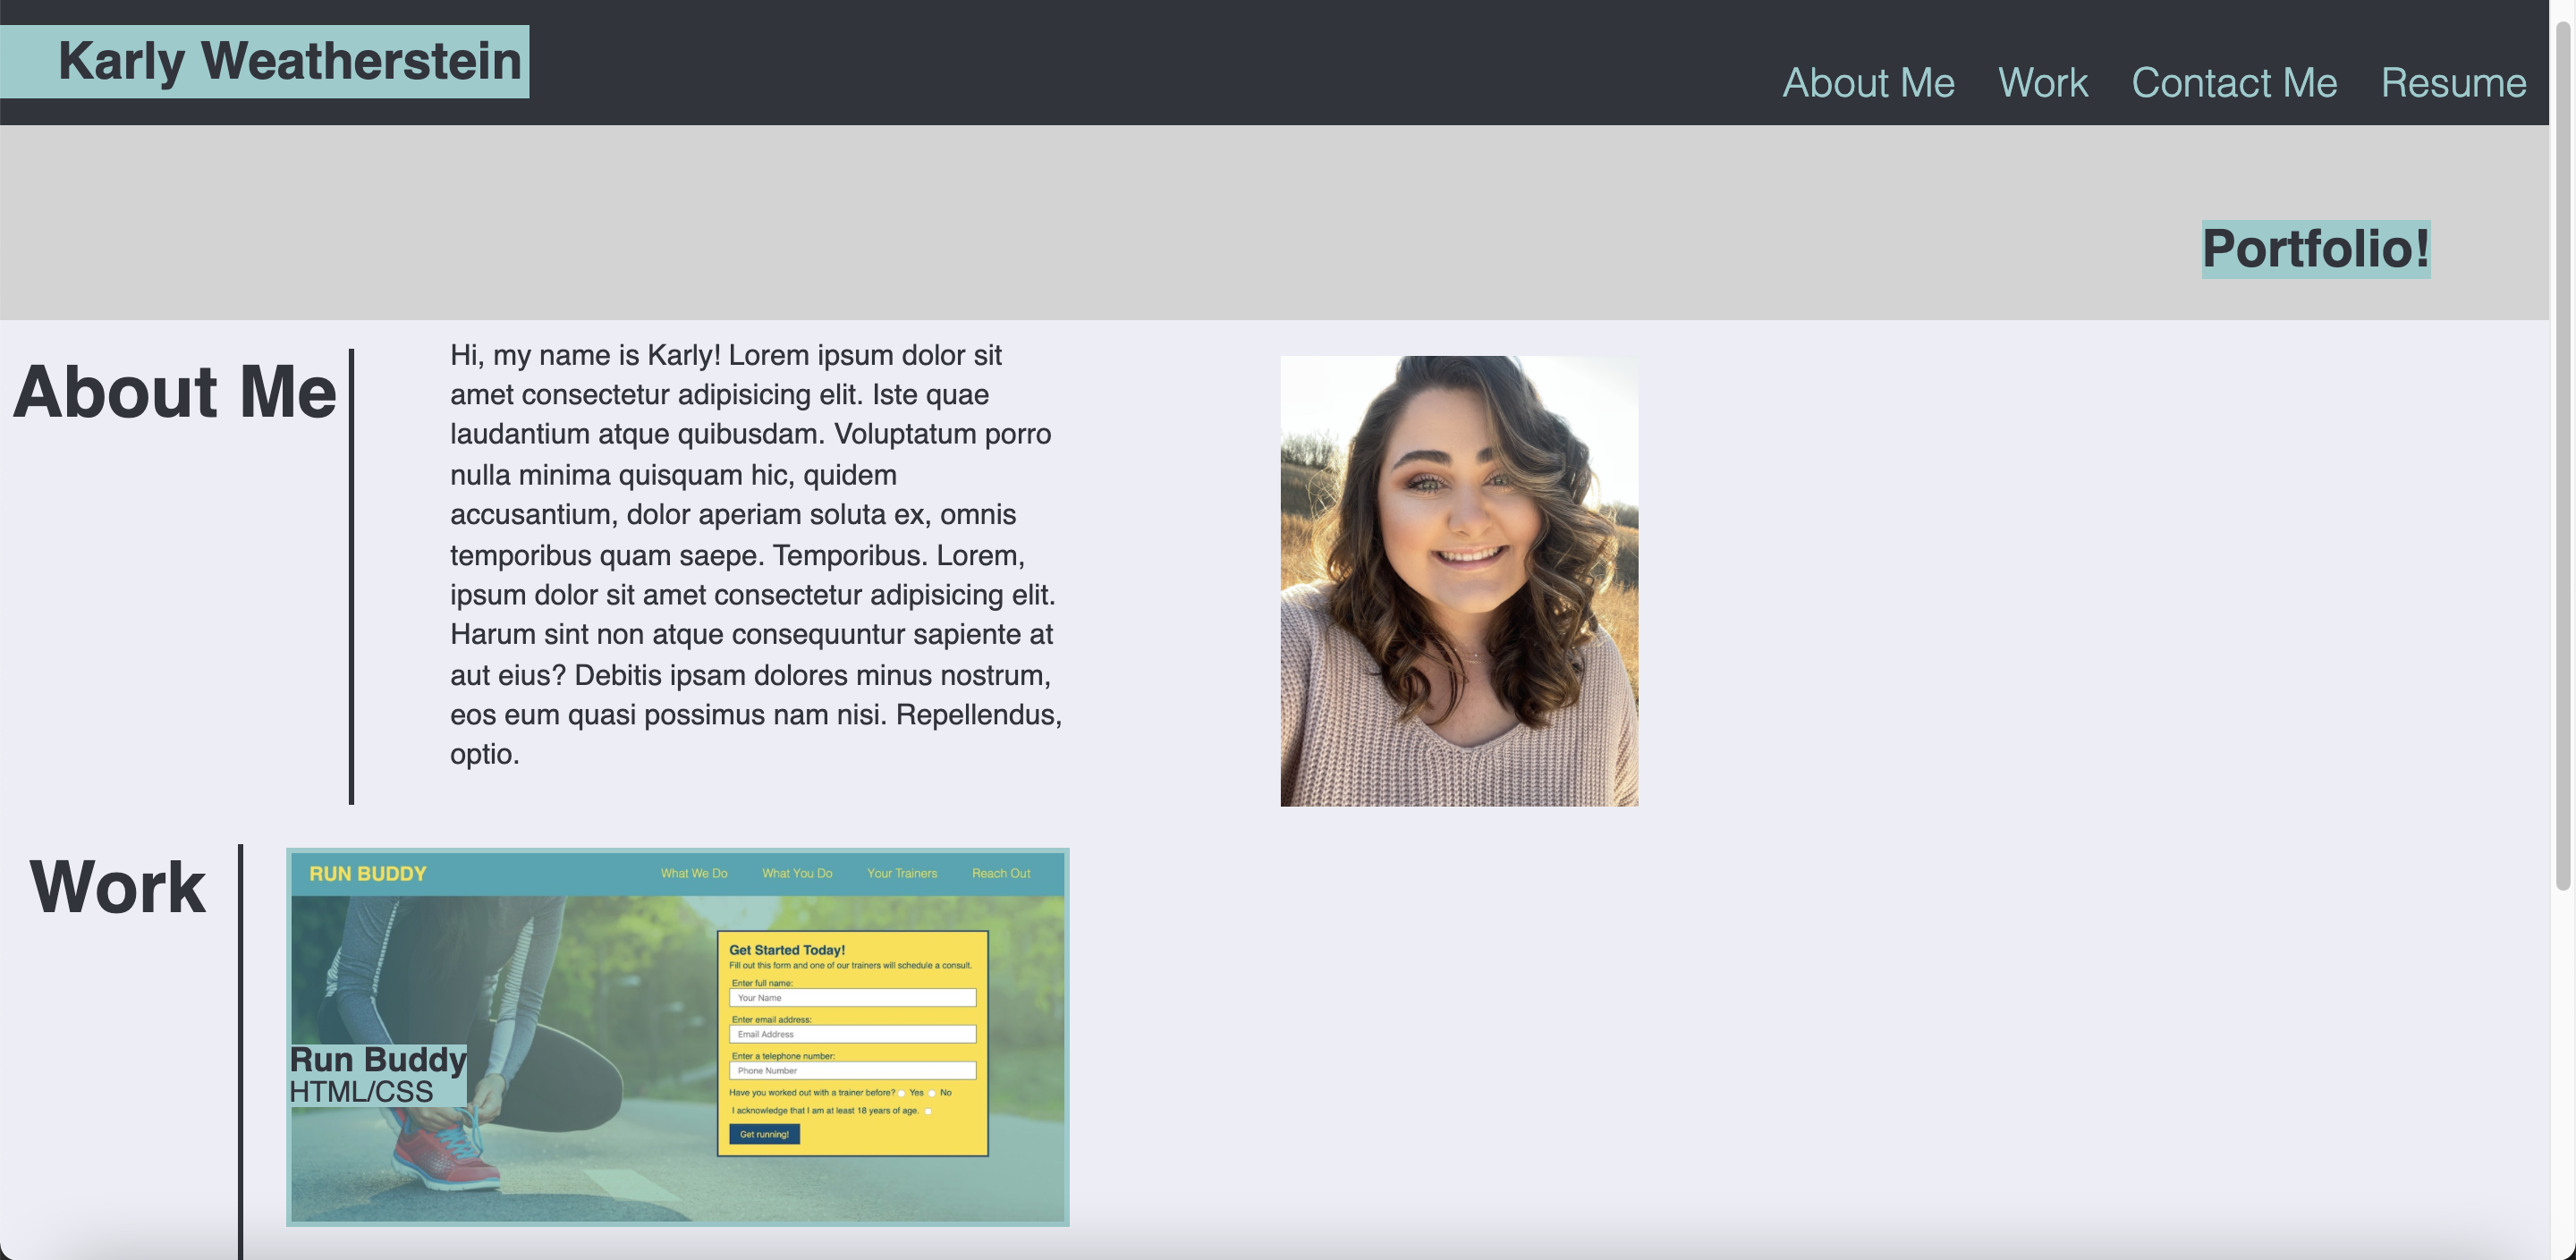 Karly Weatherstein
About Me Work Contact Me Resume
Portfolio!
About Me
Hi, my name is Karly! Lorem ipsum dolor sit
amet consectetur adipisicing elit. Iste quae
laudantium atque quibusdam. Voluptatum porro
nulla minima quisquam hic, quidem
accusantium, dolor aperiam soluta ex, omnis
temporibus quam saepe. Temporibus. Lorem,
ipsum dolor sit amet consectetur adipisicing elit.
Harum sint non atque consequuntur sapiente at
aut eius? Debitis ipsam dolores minus nostrum,
eos eum quasi possimus nam nisi. Repellendus,
optio.
Work
RUN BUDDY
What We Do What You Do Your Trainers Reach Out
Get Started Today!
Fill out this form and one of our trainers will schedule a consult.
Enter full name:
Your Name
Enter email address:
Email Address
Enter a telephone number:
Phone Number
Have you worked out with a trainer before? Yes No
I acknowledge that I am at least 18 years of age.
Get running!
Run Buddy
HTML/CSS